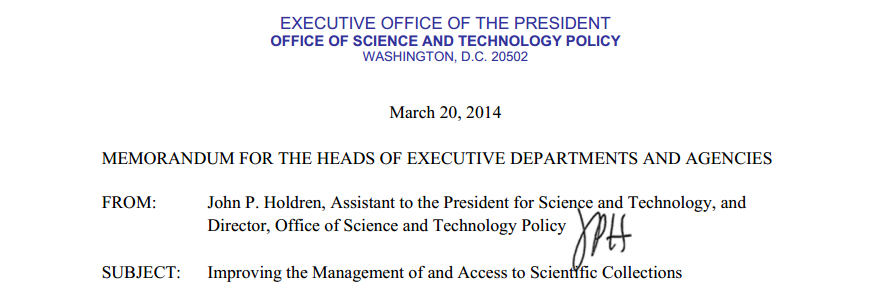 EXECUTIVE OFFICE OF THE PRESIDENT
OFFICE OF SCIENCE AND TECHNOLOGY POLICY
WASHINGTON, D.C. 20502
March 20, 2014
MEMORANDUM FOR THE HEADS OF EXECUTIVE DEPARTMENTS AND AGENCIES
FROM: John P. Holdren, Assistant to the President for Science and Technology, and
Director, Office of Science and Technology Policy JPH
SUBJECT: Improving the Management of and Access to Scientific Collections